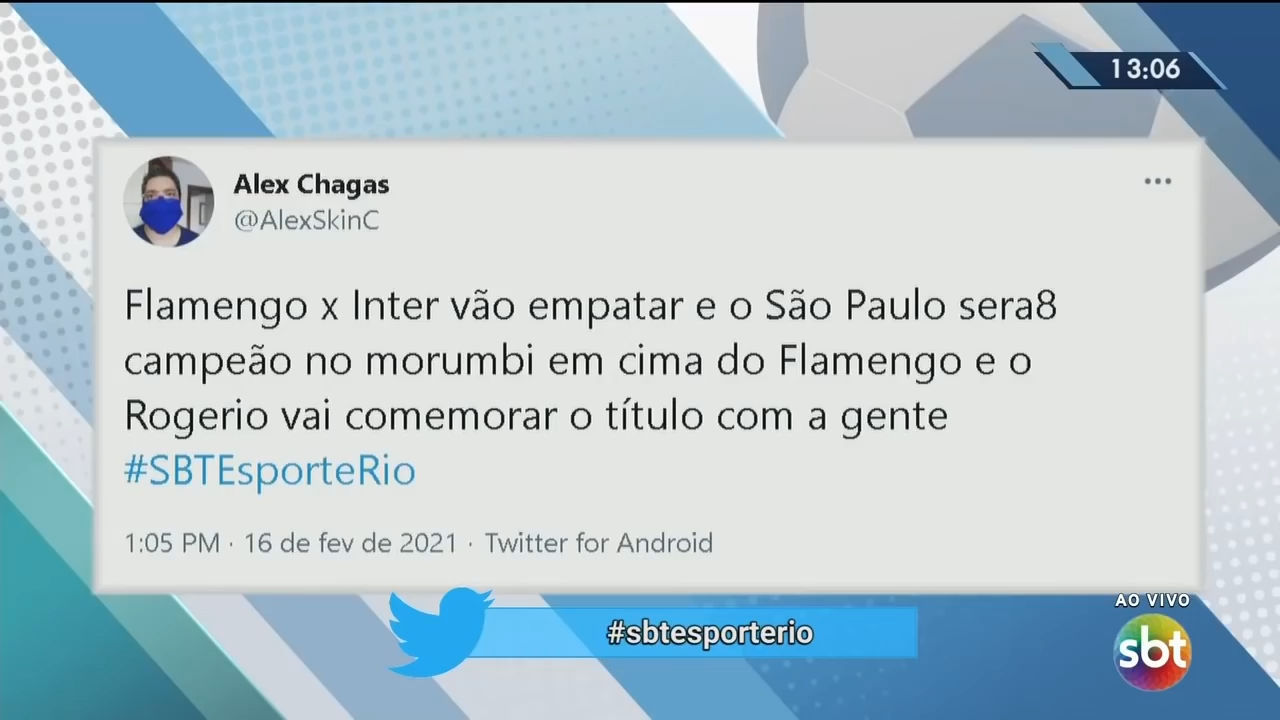 13:06
Alex Chagas
@AlexSkinC
Flamengo x Inter vão empatar e o São Paulo sera8
campeão no morumbi em cima do Flamengo e o
Rogerio vai comemorar o título com a gente
#SBTEsporteRio
1:05 PM · 16 de fev de 2021 · Twitter for Android
#sbtesporterio
AO VIVO
sbt